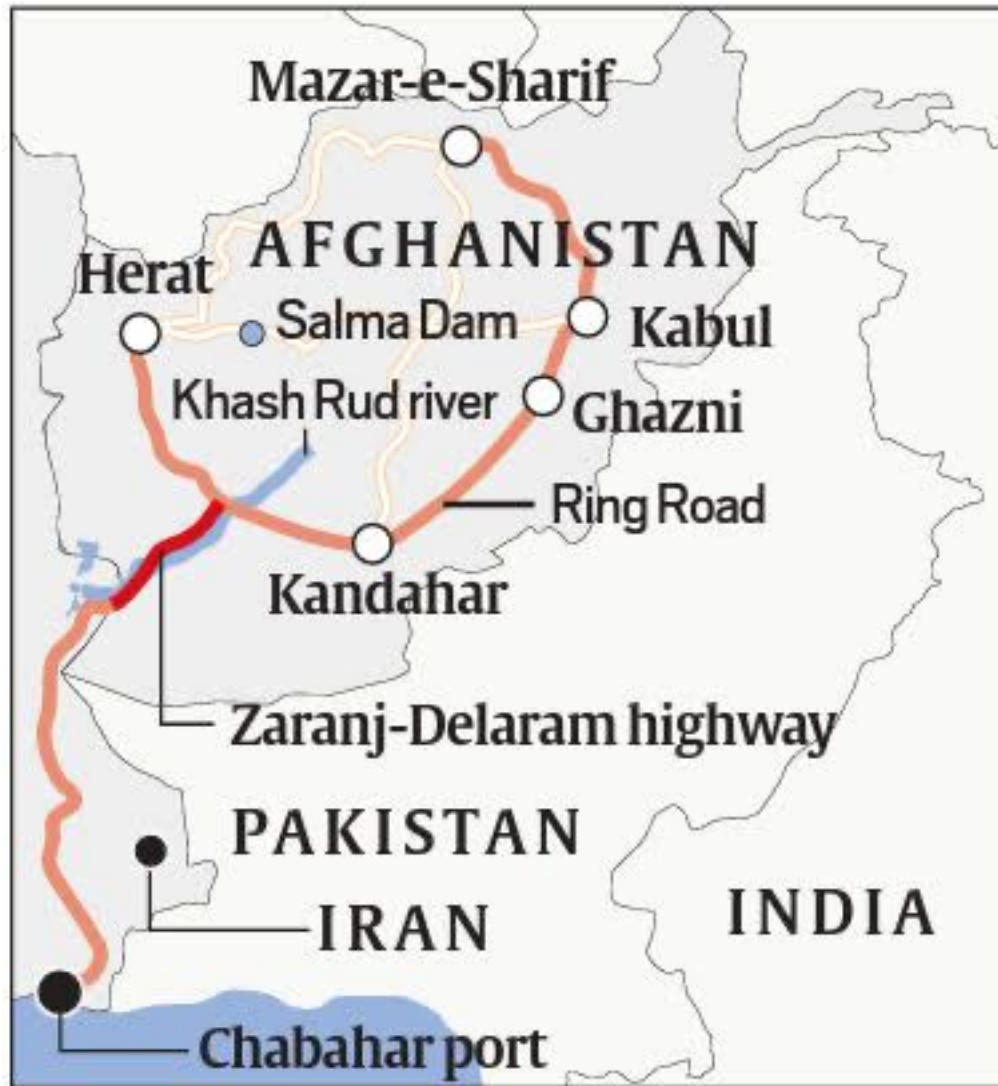 Mazar-e-Sharif
AFGHANISTAN
Herat
Salma Dam
Kabul
Khash Rud river
Ghazni
Ring Road
Kandahar
Zaranj-Delaram highway
PAKISTAN
IRAN
INDIA
Chabahar port